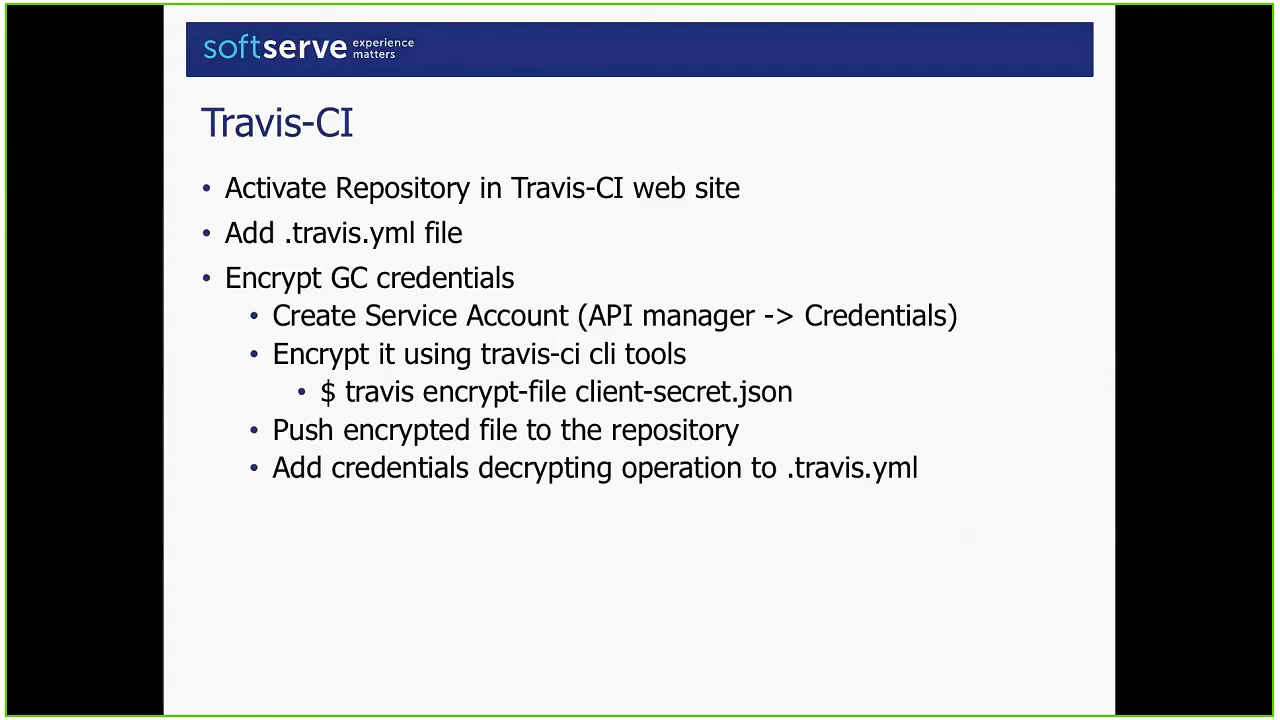 softserve experience matters
Travis-CI
• Activate Repository in Travis-CI web site
• Add .travis.yml file
• Encrypt GC credentials
• Create Service Account (API manager -> Credentials)
• Encrypt it using travis-ci cli tools
• $ travis encrypt-file client-secret.json
• Push encrypted file to the repository
• Add credentials decrypting operation to .travis.yml